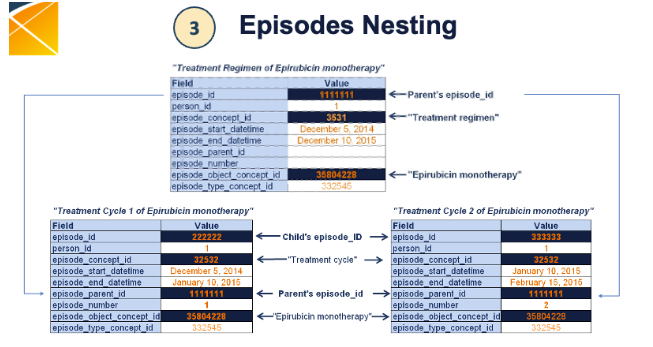 3
Episodes Nesting
"Treatment Regimen of Epirubicin monotherapy"
Field Value
episode_id 1111111
person_id 1
episode_concept_id 3531
episode_start_datetime December 5, 2014
episode_end_datetime December 10, 2015
episode_parent_id
episode_number
episode_object_concept_id 35804228
episode_type_concept_id 332545
Parent's episode_id
"Treatment regimen"
"Epirubicin monotherapy"
"Treatment Cycle 1 of Epirubicin monotherapy"
Field Value
episode_id 222222
person_id 1
episode_concept_id 32532
episode_start_datetime December 5, 2014
episode_end_datetime January 10, 2015
episode_parent_id 1111111
episode_number 1
episode_object_concept_id 35804228
episode_type_concept_id 332545
Child's episode_ID
"Treatment cycle"
Parent's episode_id
"Epirubicin monotherapy"
"Treatment Cycle 2 of Epirubicin monotherapy"
Field Value
episode_id 333333
person_id 1
episode_concept_id 32532
episode_start_datetime January 10, 2015
episode_end_datetime February 15, 2015
episode_parent_id 1111111
episode_number 2
episode_object_concept_id 35804228
episode_type_concept_id 332545